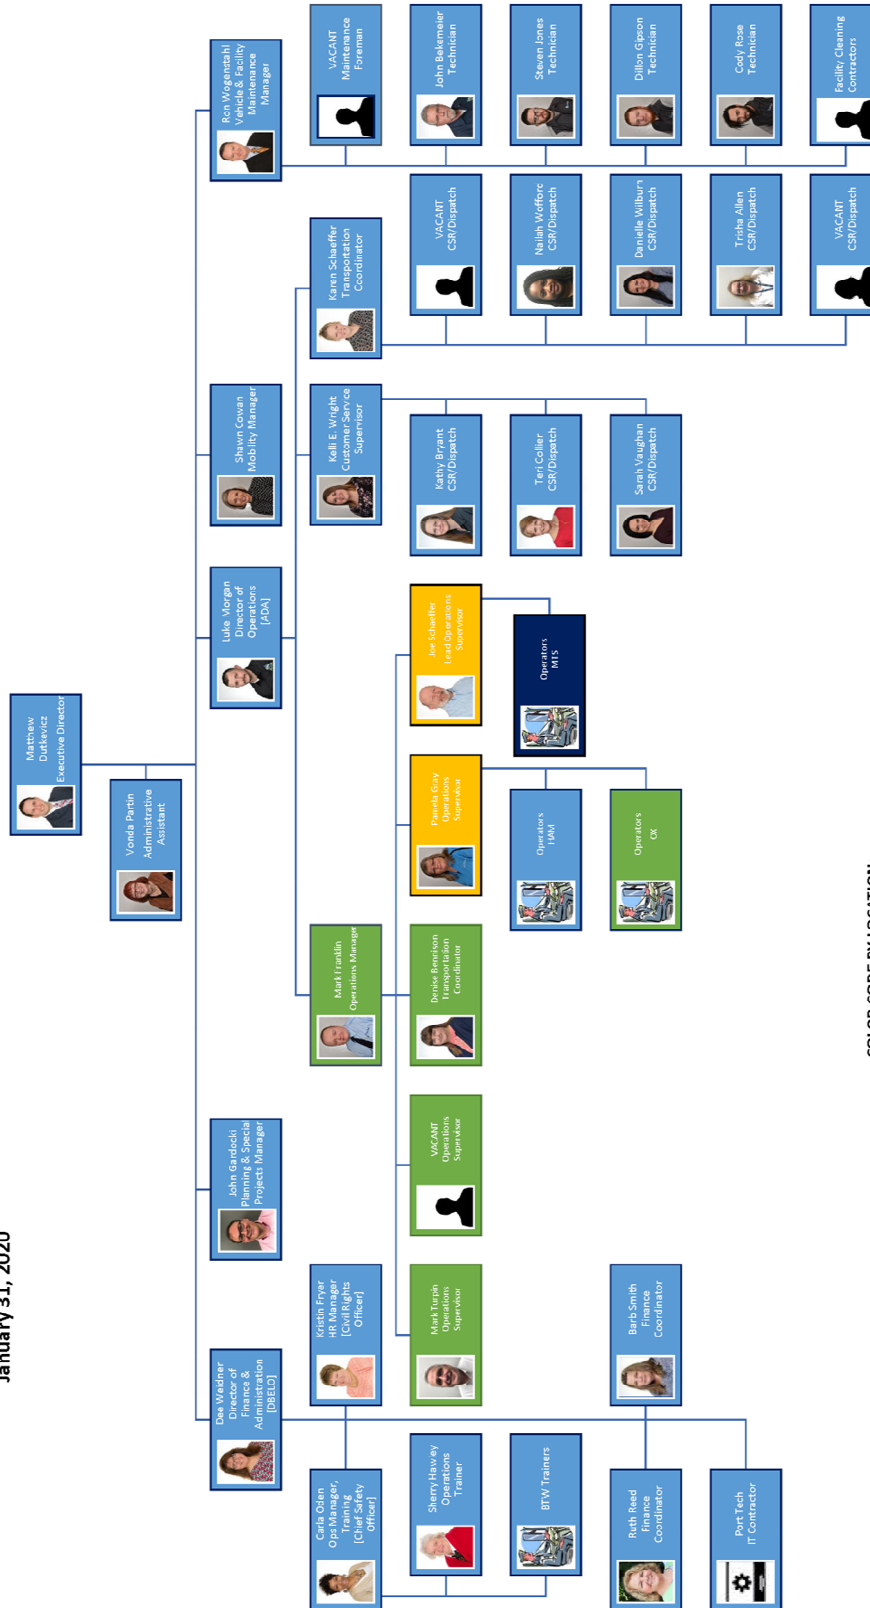 January 31, 2020
Matthew
Dutkevicz
Executive Director
Vonda Partin
Administrative
Assistant
Dee Weidner
Director of
Finance &
Administration
[DBELO]
John Gardocki
Planning & Special
Projects Manager
Luke Morgan
Director of
Operations
[ADA]
Shawn Cowan
Mobility Manager
Ron Wogenstahl
Vehicle & Facility
Maintenance
Manager
Carla Oden
Ops Manager,
Training
[Chief Safety
Officer]
Kristin Fryer
HR Manager
[Civil Rights
Officer]
Mark Franklin
Operations Manager
Kelli E. Wright
Customer Service
Supervisor
Karen Schaeffer
Transportation
Coordinator
VACANT
Maintenance
Foreman
Sherry Hawley
Operations
Trainer
Mark Turpin
Operations
Supervisor
VACANT
Operations
Supervisor
Denise Bennison
Transportation
Coordinator
Pamela Gray
Operations
Supervisor
Joe Schaeffer
Lead Operations
Supervisor
Kathy Bryant
CSR/Dispatch
VACANT
CSR/Dispatch
John Bekemeier
Technician
BTW Trainers
Operators
HAM
Operators
MTS
Teri Collier
CSR/Dispatch
Nailah Wofford
CSR/Dispatch
Steven Jones
Technician
Ruth Reed
Finance
Coordinator
Barb Smith
Finance
Coordinator
Operators
OX
Sarah Vaughan
CSR/Dispatch
Danielle Wilburn
CSR/Dispatch
Dillon Gipson
Technician
Port Tech
IT Contractor
Trisha Allen
CSR/Dispatch
Cody Rose
Technician
VACANT
CSR/Dispatch
Facility Cleaning
Contractors
COLOR CODE BY LOCATION